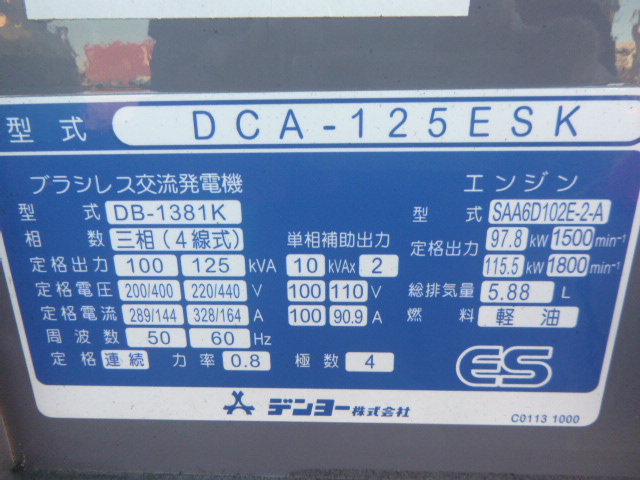 型式 DCA-125ESK
ブラシレス交流発電機
型式 DB-1381K
相数 三相(4線式)
定格出力 100 125 kVA
定格電圧 200/400 220/440 V
定格電流 289/144 328/164 A
周波数 50 60 Hz
定格 連続 力率 0.8 極数 4
単相補助出力
10 kVAx 2
100 110 V
100 90.9 A
エンジン
型式 SAA6D102E-2-A
定格出力 97.8 kW 1500 min⁻¹
115.5 kW 1800 min⁻¹
総排気量 5.88 L
燃料 軽油
ES
デンヨー株式会社
C0113 1000